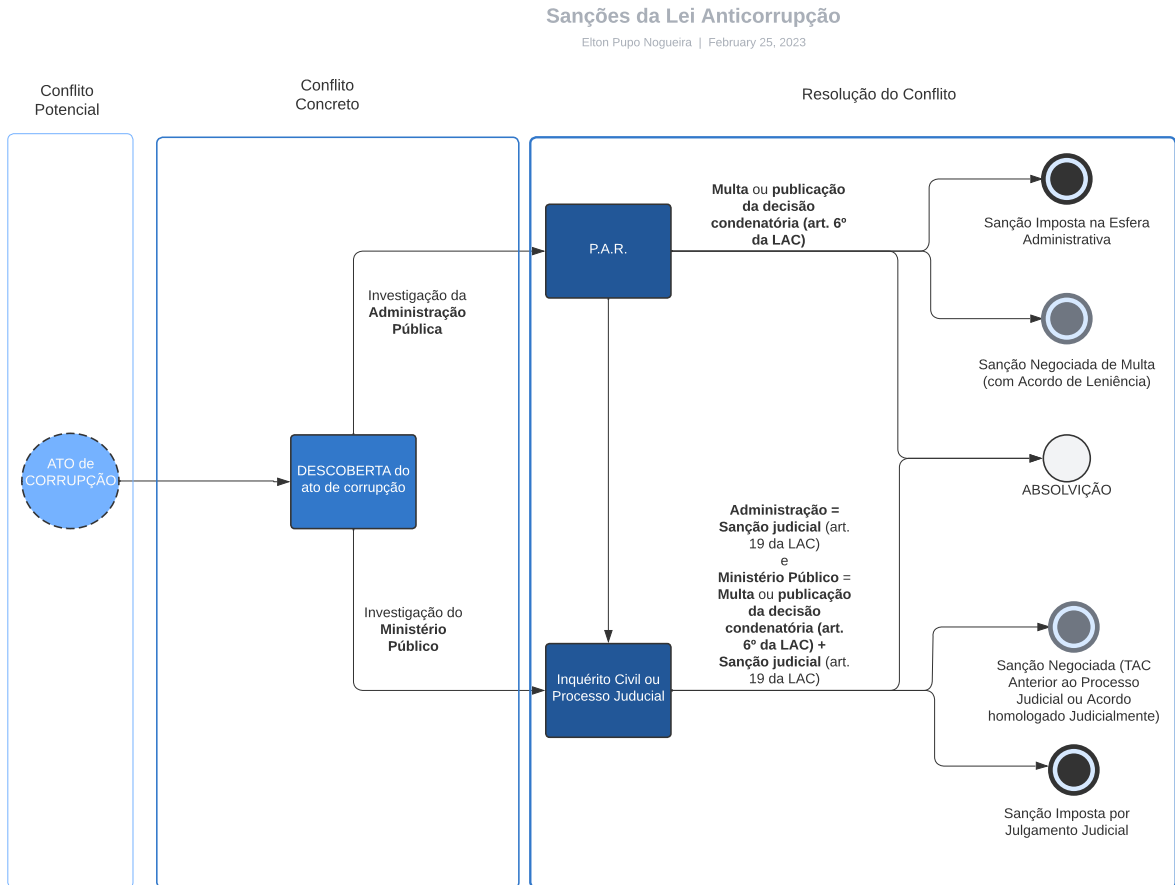 Sanções da Lei Anticorrupção
Elton Pupo Nogueira | February 25, 2023
Conflito
Potencial
Conflito
Concreto
Resolução do Conflito
ATO de
CORRUPÇÃO
DESCOBERTA do
ato de corrupção
Investigação da
Administração
Pública
Investigação do
Ministério
Público
P.A.R.
Multa ou publicação
da decisão
condenatória (art. 6º
da LAC)
Inquérito Civil ou
Processo Juducial
Administração =
Sanção judicial (art.
19 da LAC)
e
Ministério Público =
Multa ou publicação
da decisão
condenatória (art.
6º da LAC) +
Sanção judicial (art.
19 da LAC)
Sanção Imposta na Esfera
Administrativa
Sanção Negociada de Multa
(com Acordo de Leniência)
ABSOLVIÇÃO
Sanção Negociada (TAC
Anterior ao Processo
Judicial ou Acordo
homologado Judicialmente)
Sanção Imposta por
Julgamento Judicial